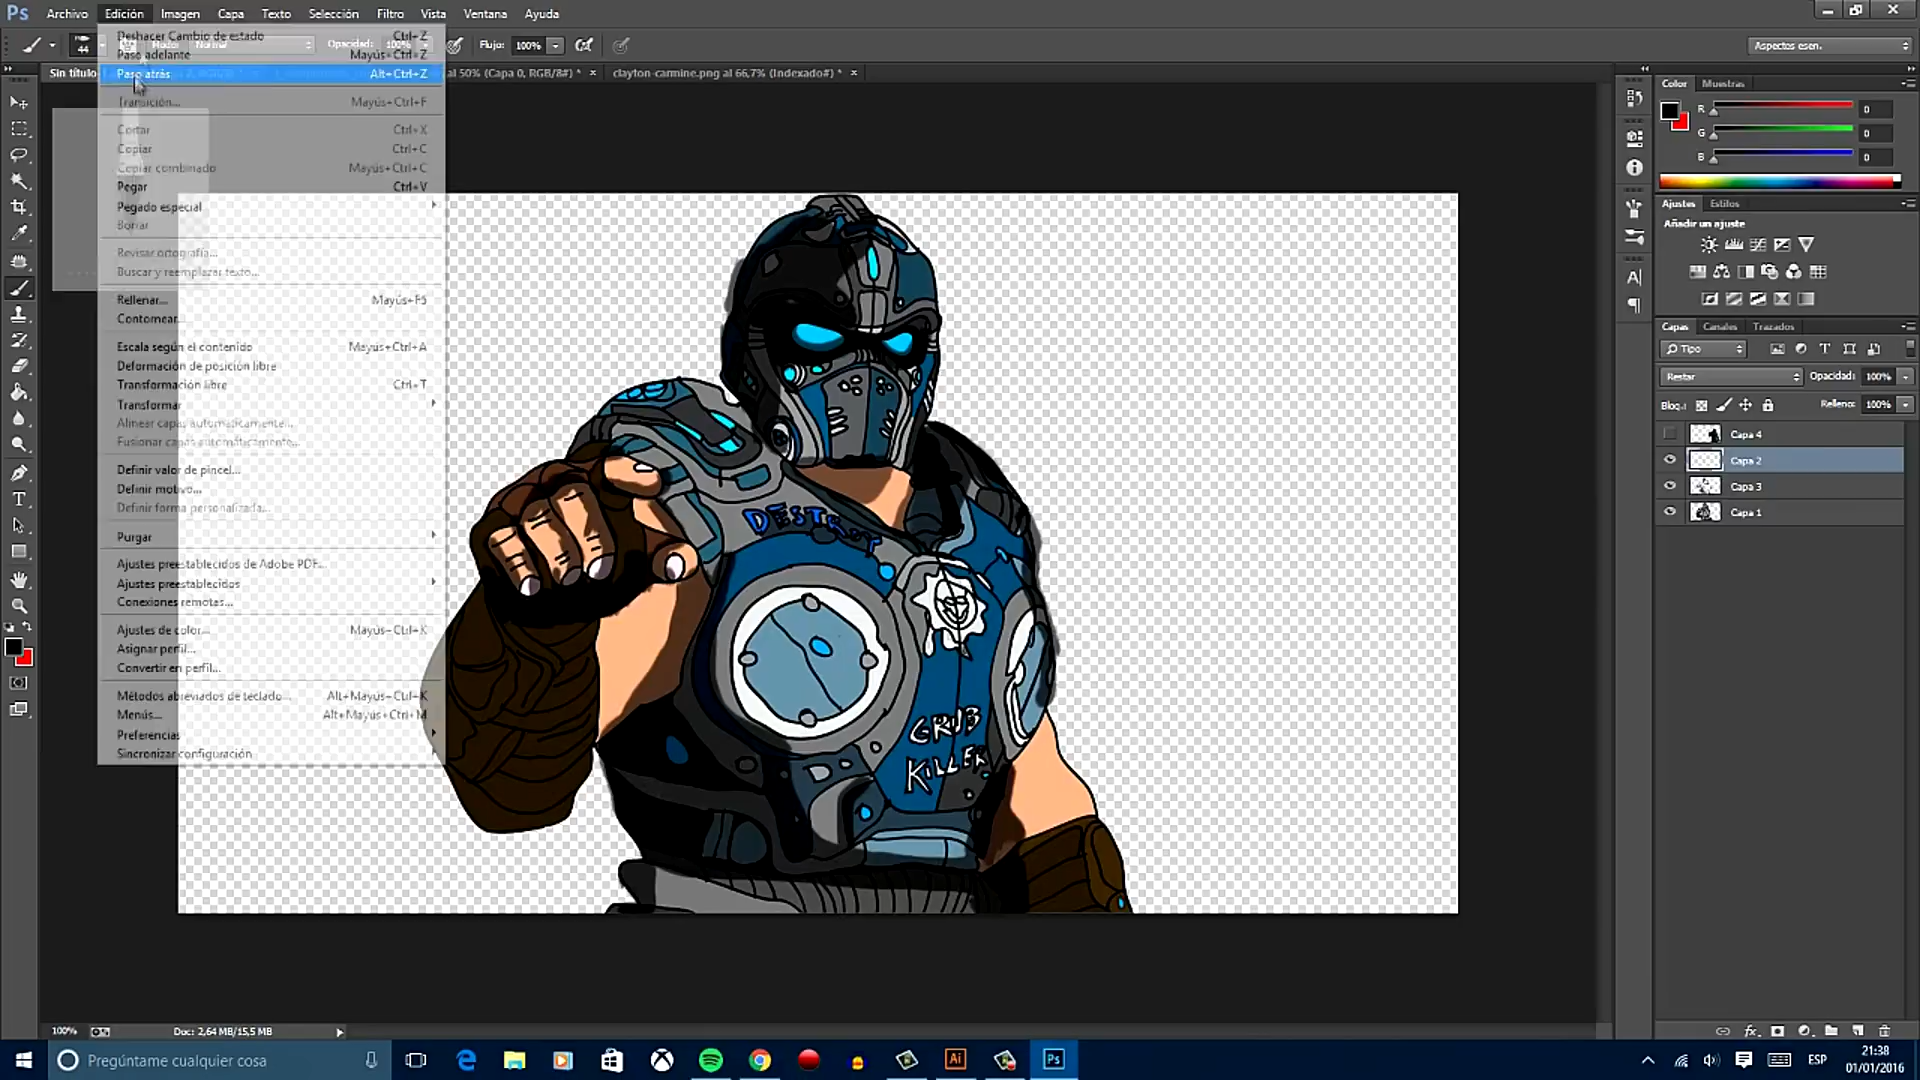 Ps Archivo Edición Imagen Capa Texto Selección Filtro Vista Ventana Ayuda
Deshacer Cambio de estado Ctrl+Z
44 Modo: Normal Opacidad: 100% Flujo: 100% Aspectos esen.
Paso adelante Mayús+Ctrl+Z
Sin título- al 50% (Capa 0, RGB/8#) * × clayton-carmine.png al 66,7% (Indexado#) * ×
Paso atrás Alt+Ctrl+Z
Transición... Mayús+Ctrl+F
Cortar Ctrl+X
Copiar Ctrl+C
Copiar combinado Mayús+Ctrl+C
Pegar Ctrl+V
Pegado especial
Borrar
Revisar ortografía...
Buscar y reemplazar texto...
Rellenar... Mayús+F5
Contornear...
Escala según el contenido Mayús+Ctrl+A
Deformación de posición libre
Transformación libre Ctrl+T
Transformar
Alinear capas automáticamente...
Fusionar capas automáticamente...
Definir valor de pincel...
Definir motivo...
Definir forma personalizada...
Purgar
Ajustes preestablecidos de Adobe PDF...
Ajustes preestablecidos
Conexiones remotas...
Ajustes de color... Mayús+Ctrl+K
Asignar perfil...
Convertir en perfil...
Métodos abreviados de teclado... Alt+Mayús+Ctrl+K
Menús... Alt+Mayús+Ctrl+M
Preferencias
Sincronizar configuración
DESTROY
GRUB
KILLER
Color Muestras
R 0
G 0
B 0
Ajustes Estilos
Añadir un ajuste
Capas Canales Trazados
Tipo
Restar Opacidad: 100%
Bloq.: Relleno: 100%
Capa 4
Capa 2
Capa 3
Capa 1
100% Doc: 2,64 MB/15,5 MB
Pregúntame cualquier cosa
Ai Ps
ESP
21:38
01/01/2016